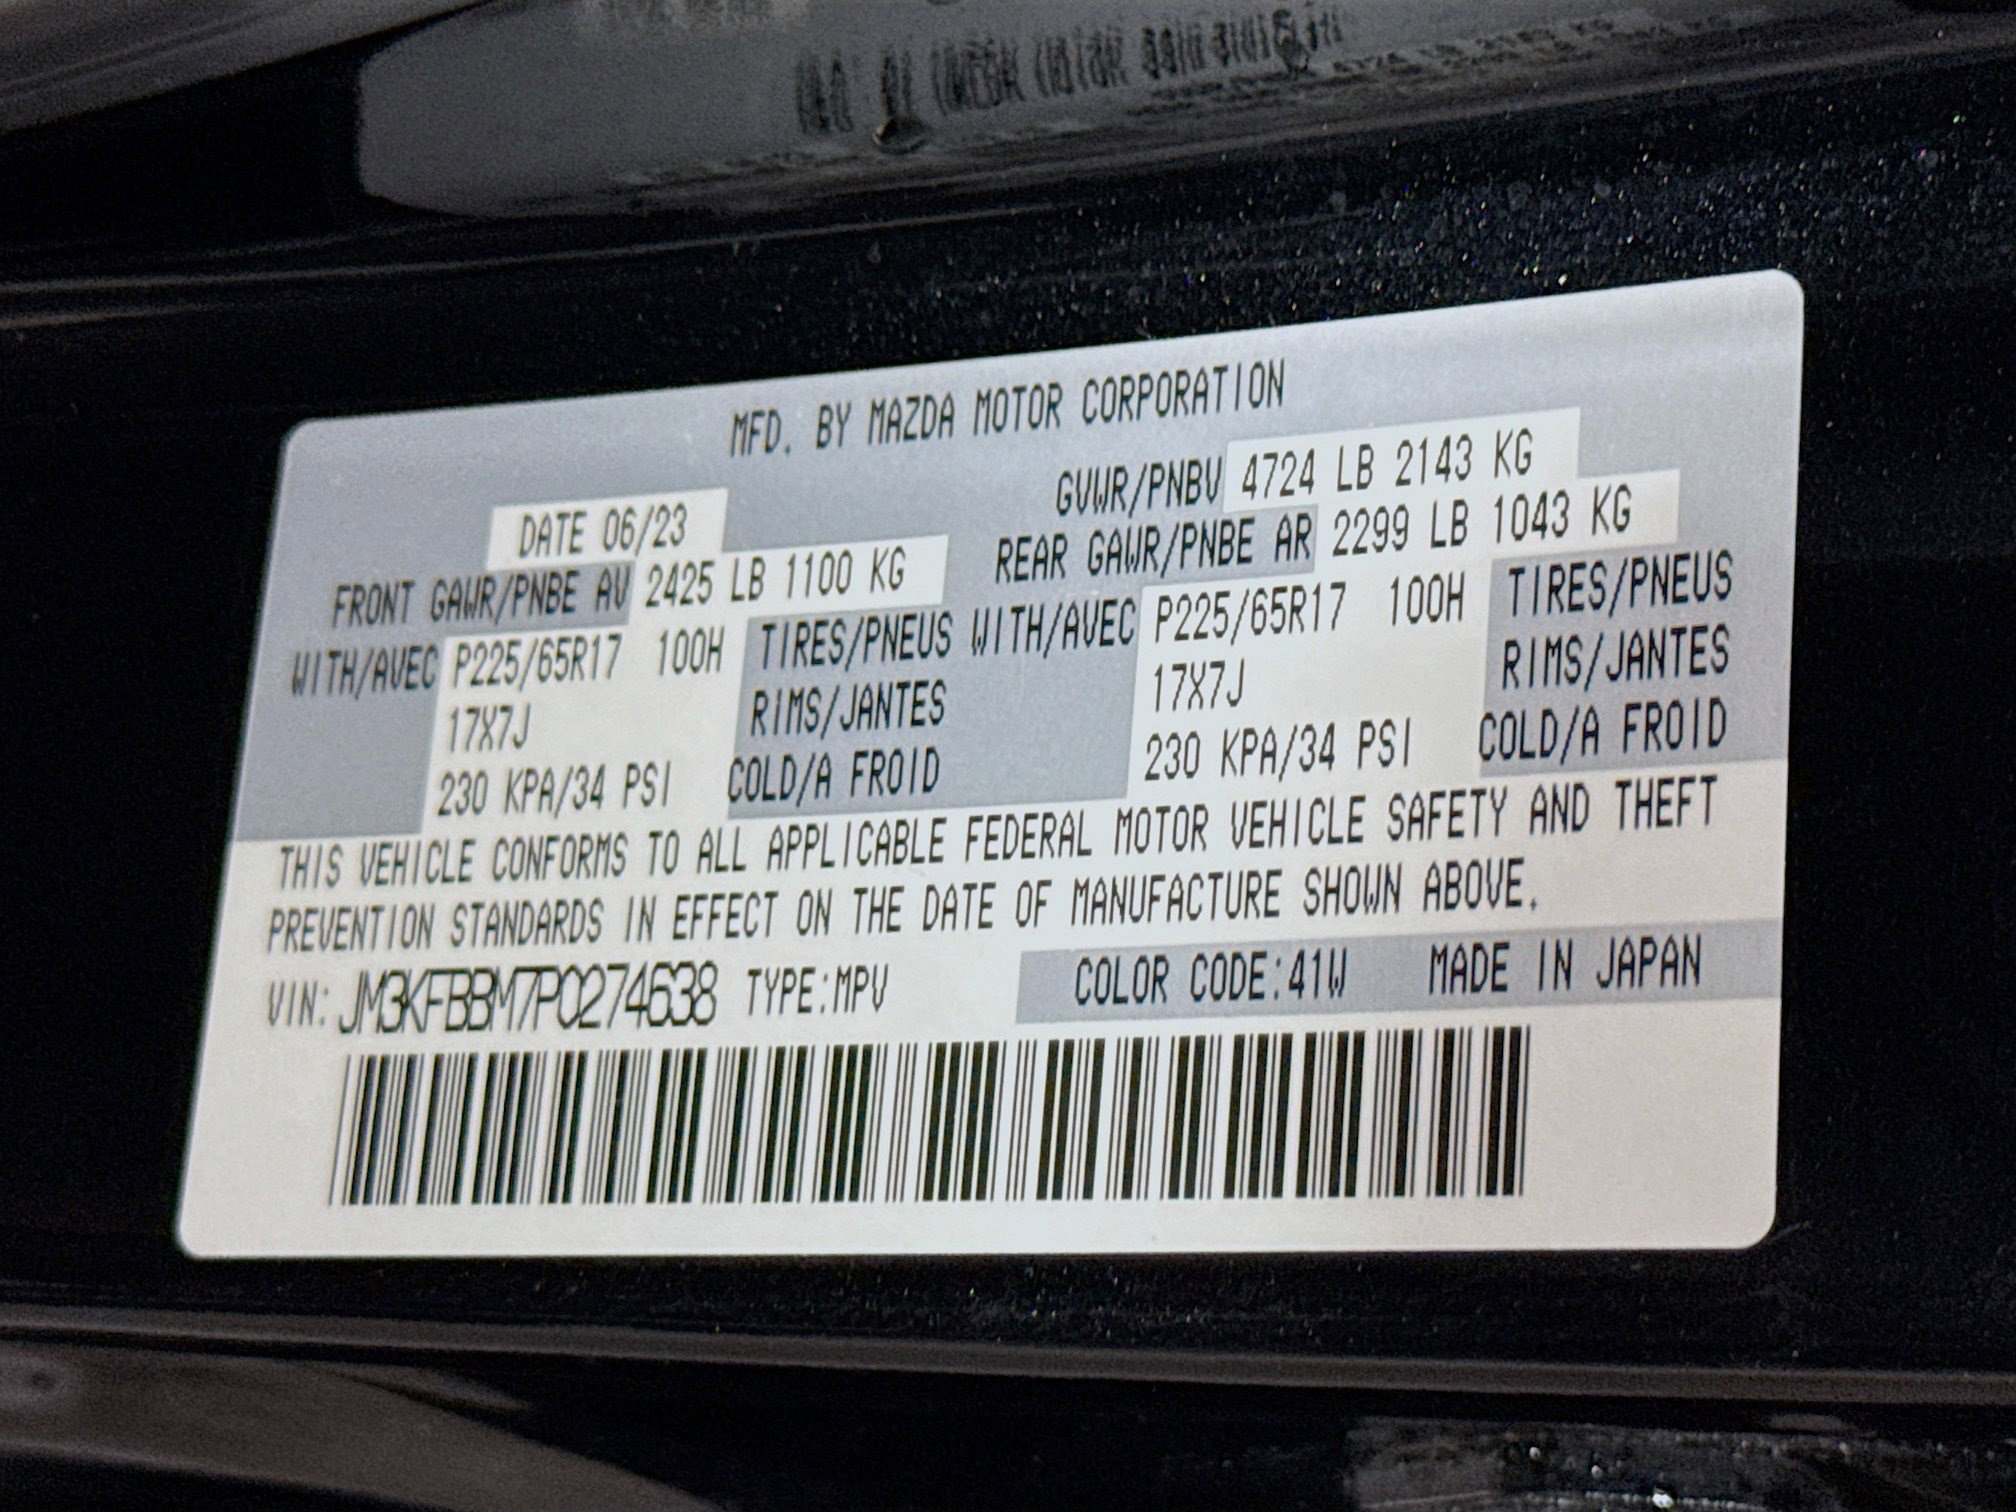 MFD. BY MAZDA MOTOR CORPORATION
DATE 06/23 GVWR/PNBV 4724 LB 2143 KG
FRONT GAWR/PNBE AV 2425 LB 1100 KG REAR GAWR/PNBE AR 2299 LB 1043 KG
WITH/AVEC P225/65R17 100H TIRES/PNEUS WITH/AVEC P225/65R17 100H TIRES/PNEUS
17X7J RIMS/JANTES 17X7J RIMS/JANTES
230 KPA/34 PSI COLD/A FROID 230 KPA/34 PSI COLD/A FROID
THIS VEHICLE CONFORMS TO ALL APPLICABLE FEDERAL MOTOR VEHICLE SAFETY AND THEFT
PREVENTION STANDARDS IN EFFECT ON THE DATE OF MANUFACTURE SHOWN ABOVE.
VIN: JM3KFBBM7P0274638 TYPE:MPV COLOR CODE:41W MADE IN JAPAN